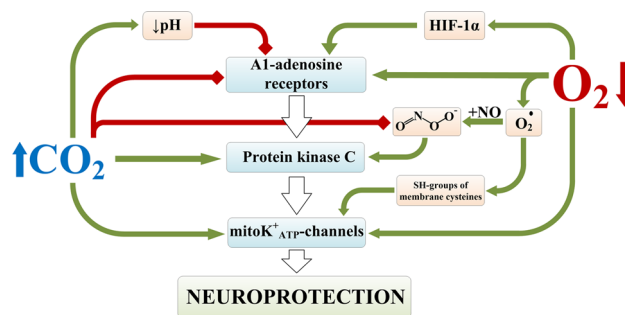 ↓pH
HIF-1α
A1-adenosine
receptors
O₂↓
+NO
O N O O⁻
O₂•
↑CO₂
Protein kinase C
SH-groups of
membrane cysteines
mitoK⁺ATP-channels
NEUROPROTECTION